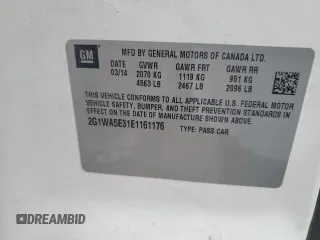 GM
MFD BY GENERAL MOTORS OF CANADA LTD.
DATE GVWR GAWR FRT GAWR RR
03/14 2070 KG 1119 KG 951 KG
4563 LB 2467 LB 2096 LB
THIS VEHICLE CONFORMS TO ALL APPLICABLE U.S. FEDERAL MOTOR
VEHICLE SAFETY, BUMPER, AND THEFT PREVENTION STANDARDS
IN EFFECT ON THE DATE OF MANUFACTURE SHOWN ABOVE.
2G1WA5E31E1161176 TYPE: PASS CAR
©DREAMBID DREAMBID.COM